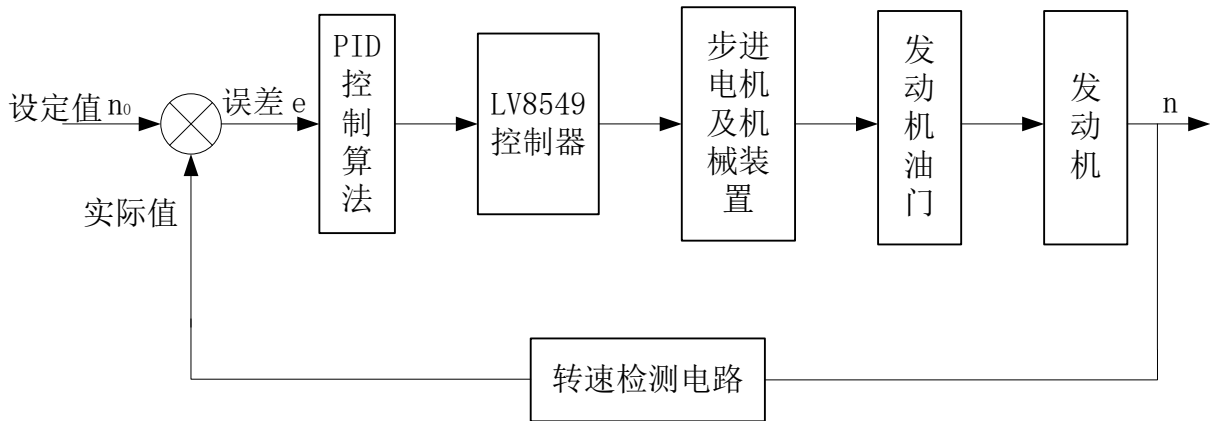 设定值 n₀
误差 e
实际值
PID
控
制
算
法
LV8549
控制器
步进
电机
及机
械装
置
发
动
机
油
门
发
动
机
n
转速检测电路